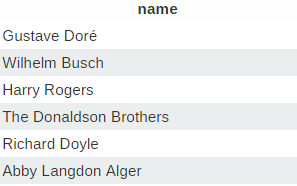 name
Gustave Doré
Wilhelm Busch
Harry Rogers
The Donaldson Brothers
Richard Doyle
Abby Langdon Alger